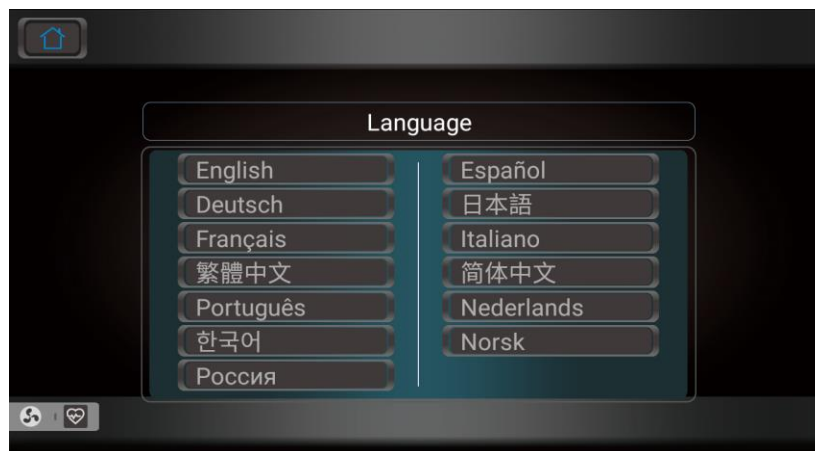 Language
English
Deutsch
Français
繁體中文
Português
한국어
Россия
Español
日本語
Italiano
简体中文
Nederlands
Norsk